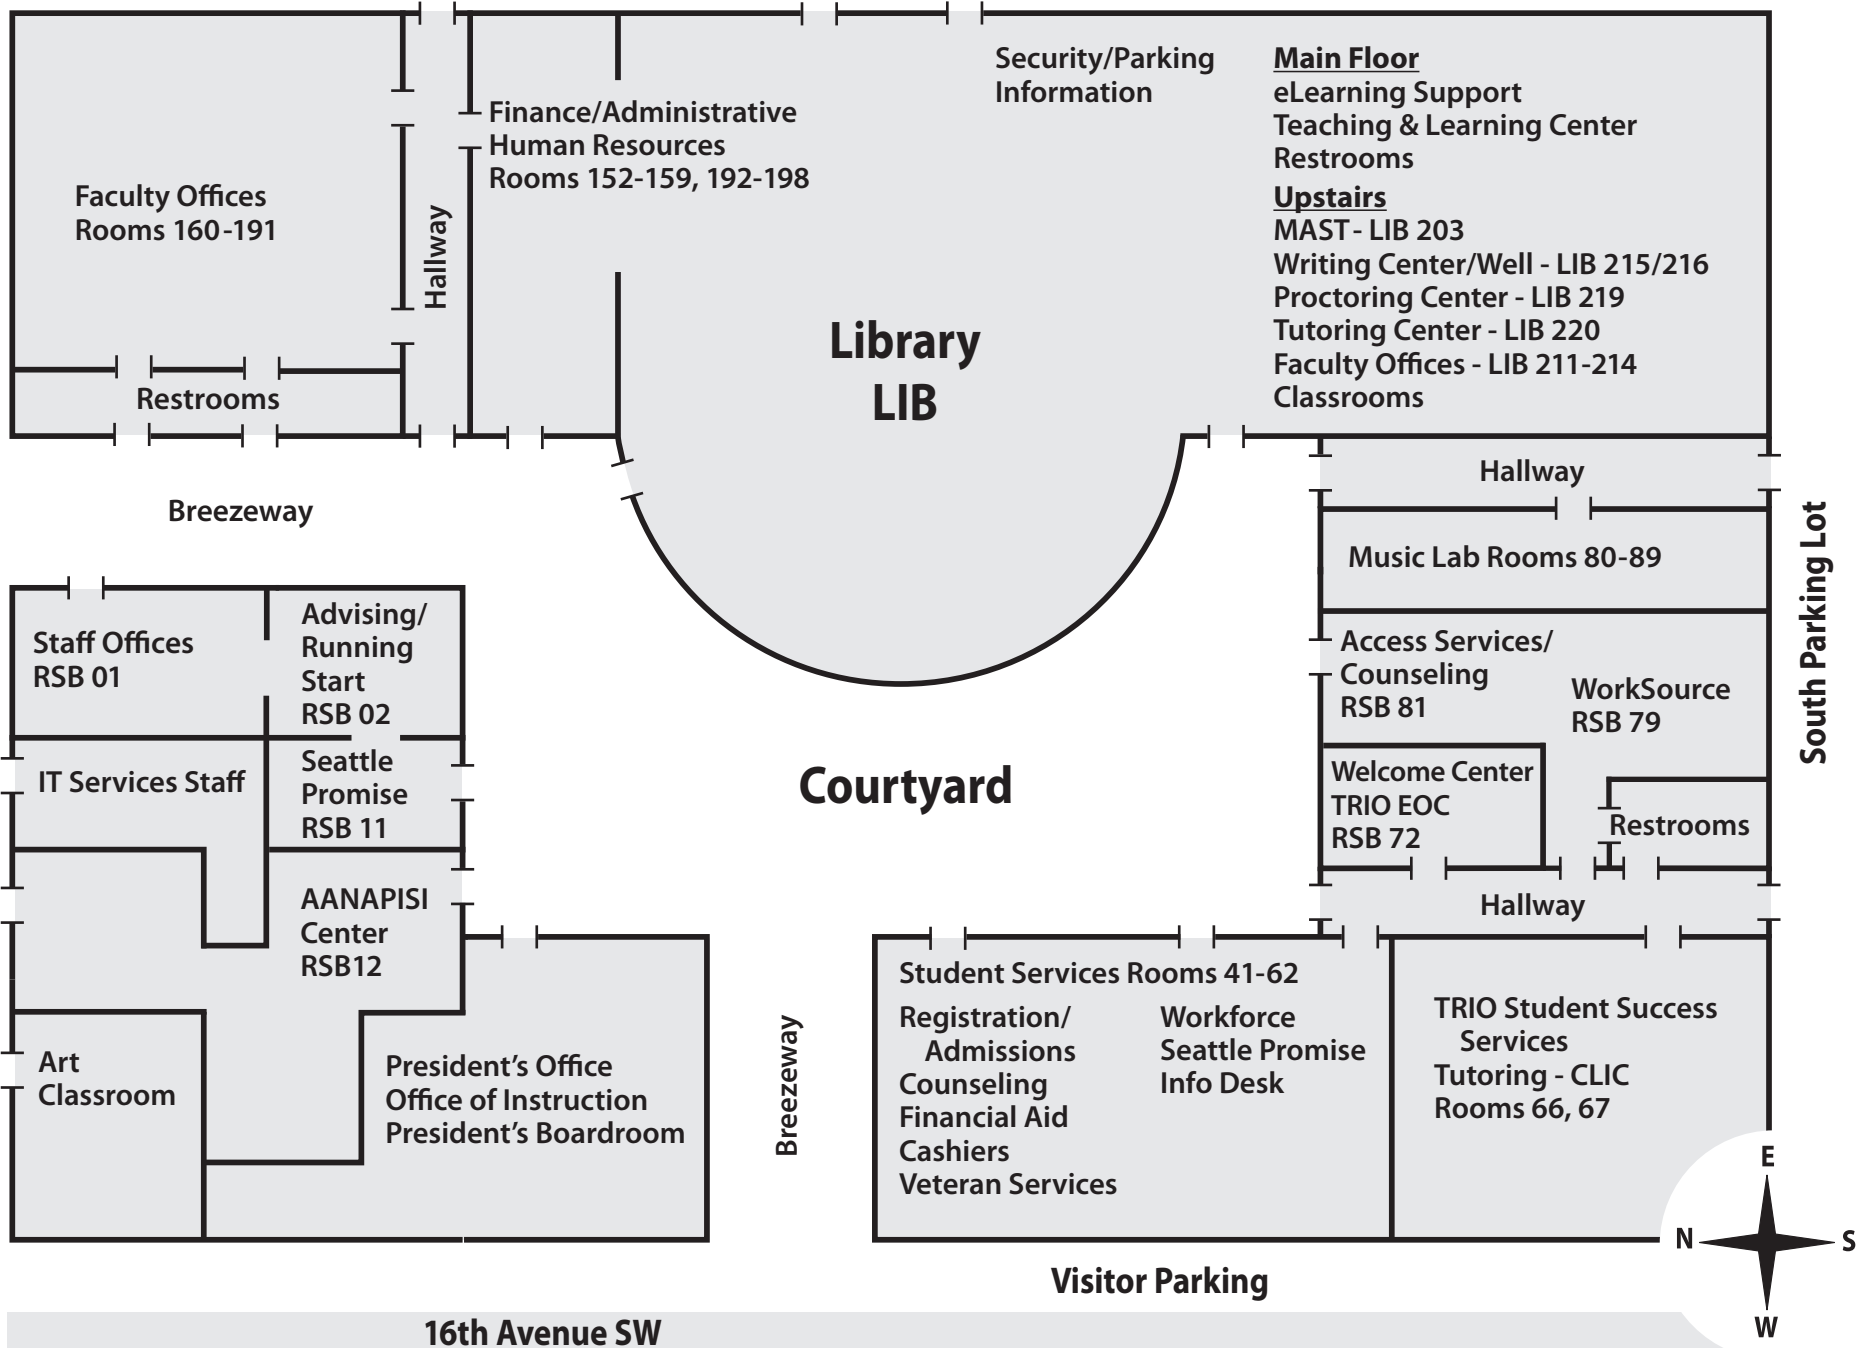 Faculty Offices
Rooms 160-191
Restrooms
Hallway
Finance/Administrative
Human Resources
Rooms 152-159, 192-198
Security/Parking
Information
Library
LIB
Main Floor
eLearning Support
Teaching & Learning Center
Restrooms
Upstairs
MAST - LIB 203
Writing Center/Well - LIB 215/216
Proctoring Center - LIB 219
Tutoring Center - LIB 220
Faculty Offices - LIB 211-214
Classrooms
Breezeway
Hallway
Music Lab Rooms 80-89
South Parking Lot
Staff Offices
RSB 01
Advising/
Running
Start
RSB 02
IT Services Staff
Seattle
Promise
RSB 11
Courtyard
Access Services/
Counseling
RSB 81
WorkSource
RSB 79
Welcome Center
TRIO EOC
RSB 72
Restrooms
Hallway
AANAPISI
Center
RSB12
Art
Classroom
President's Office
Office of Instruction
President's Boardroom
Breezeway
Student Services Rooms 41-62
Registration/
Admissions
Counseling
Financial Aid
Cashiers
Veteran Services
Workforce
Seattle Promise
Info Desk
TRIO Student Success
Services
Tutoring - CLIC
Rooms 66, 67
E
N
S
W
Visitor Parking
16th Avenue SW